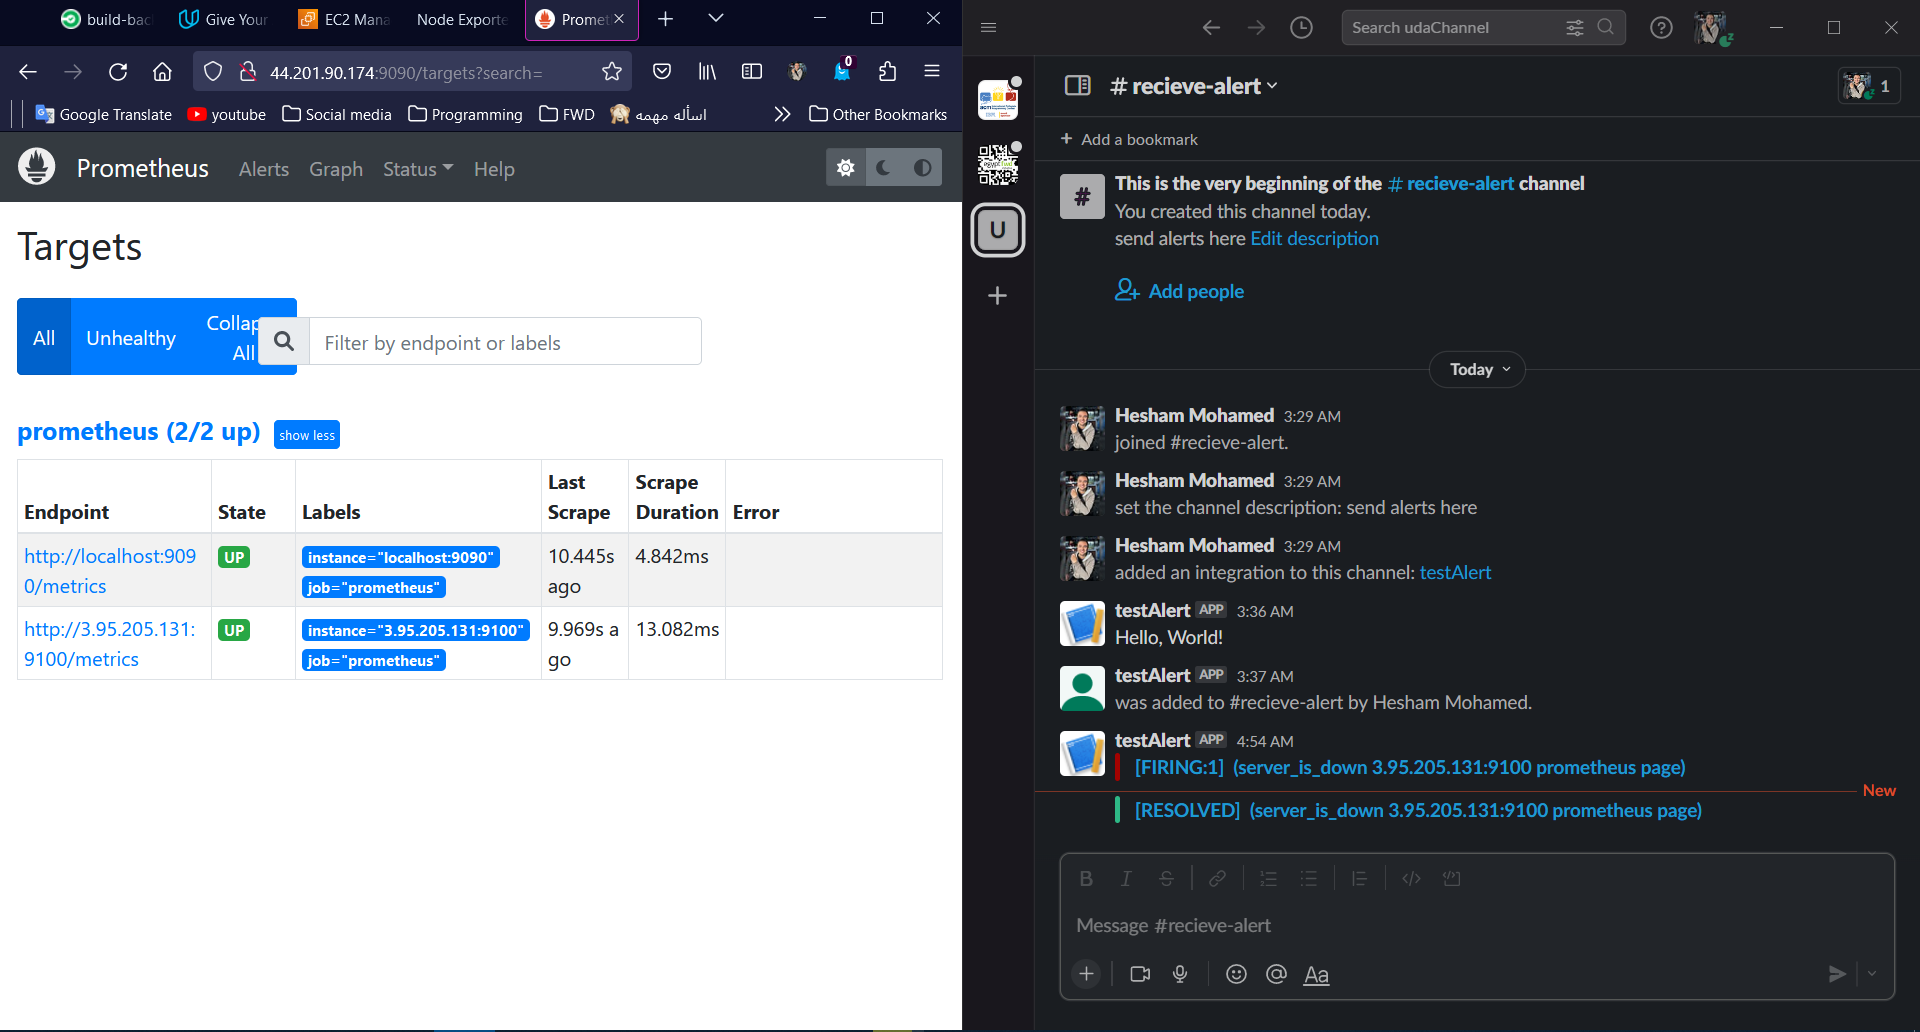 build-bac
Give Your
EC2 Mana
Node Exporte
Promet
44.201.90.174:9090/targets?search=
0
Google Translate
youtube
Social media
Programming
FWD
اسأله مهمه
Other Bookmarks
Prometheus
Alerts
Graph
Status
Help
Targets
All
Unhealthy
Collap
All
Filter by endpoint or labels
prometheus (2/2 up)
show less
Endpoint
State
Labels
Last
Scrape
Scrape
Duration
Error
http://localhost:909
0/metrics
UP
instance="localhost:9090"
job="prometheus"
10.445s
ago
4.842ms
http://3.95.205.131:
9100/metrics
UP
instance="3.95.205.131:9100"
job="prometheus"
9.969s a
go
13.082ms
Search udaChannel
U
# recieve-alert
1
Add a bookmark
#
This is the very beginning of the # recieve-alert channel
You created this channel today.
send alerts here Edit description
Add people
Today
Hesham Mohamed 3:29 AM
joined #recieve-alert.
Hesham Mohamed 3:29 AM
set the channel description: send alerts here
Hesham Mohamed 3:29 AM
added an integration to this channel: testAlert
testAlert APP 3:36 AM
Hello, World!
testAlert APP 3:37 AM
was added to #recieve-alert by Hesham Mohamed.
testAlert APP 4:54 AM
[FIRING:1] (server_is_down 3.95.205.131:9100 prometheus page)
New
[RESOLVED] (server_is_down 3.95.205.131:9100 prometheus page)
B I S
Message #recieve-alert
Aa